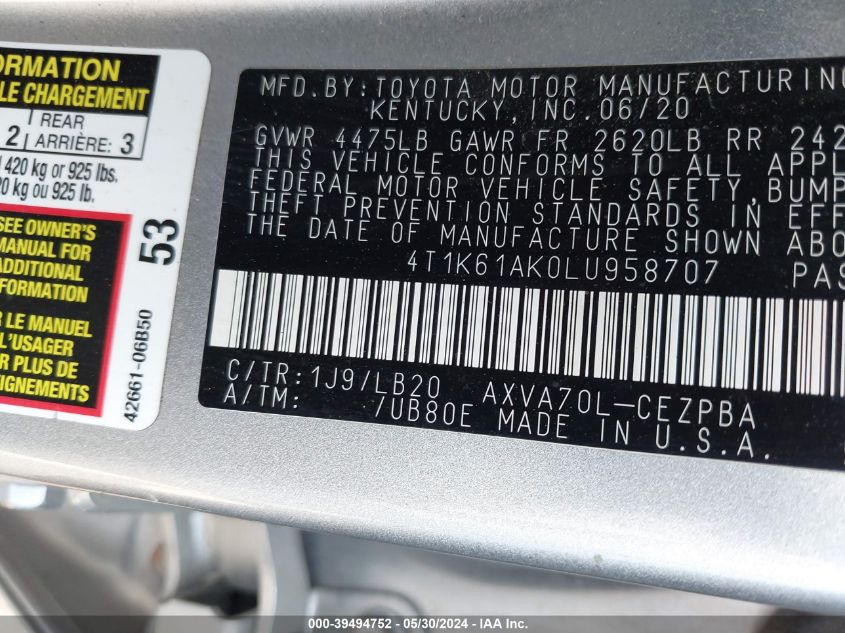 ORMATION
LE CHARGEMENT
2 REAR
ARRIÈRE: 3
420 kg or 925 lbs.
20 kg ou 925 lb.
SEE OWNER'S
MANUAL FOR
ADDITIONAL
NFORMATION
R LE MANUEL
L'USAGER
R PLUS DE
IGNEMENTS
53
42661-06B50
MFD. BY: TOYOTA MOTOR MANUFACTURING
KENTUCKY, INC. 06/20
GVWR 4475LB GAWR FR 2620LB RR 242
THIS VEHICLE CONFORMS TO ALL APPL
FEDERAL MOTOR VEHICLE SAFETY, BUMP
THEFT PREVENTION STANDARDS IN EFF
THE DATE OF MANUFACTURE SHOWN ABO
4T1K61AK0LU958707 PAS
C/TR: 1J9/LB20 AXVA70L-CEZPBA
A/TM: /UB80E MADE IN U.S.A.
000-39494752 - 05/30/2024 - IAA Inc.